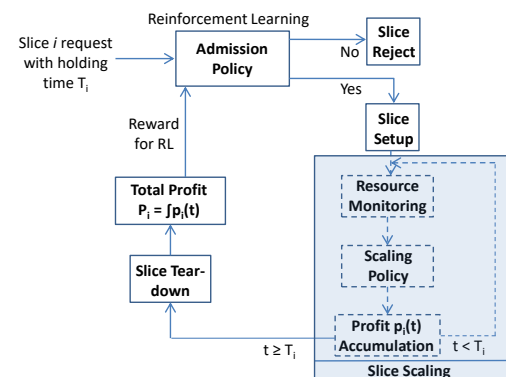 Reinforcement Learning
Slice i request
with holding
time Ti
Admission
Policy
No
Slice
Reject
Yes
Slice
Setup
Reward
for RL
Resource
Monitoring
Total Profit
Pi = ∫pi(t)
Scaling
Policy
Slice Tear-
down
Profit pi(t)
Accumulation
t ≥ Ti
t < Ti
Slice Scaling